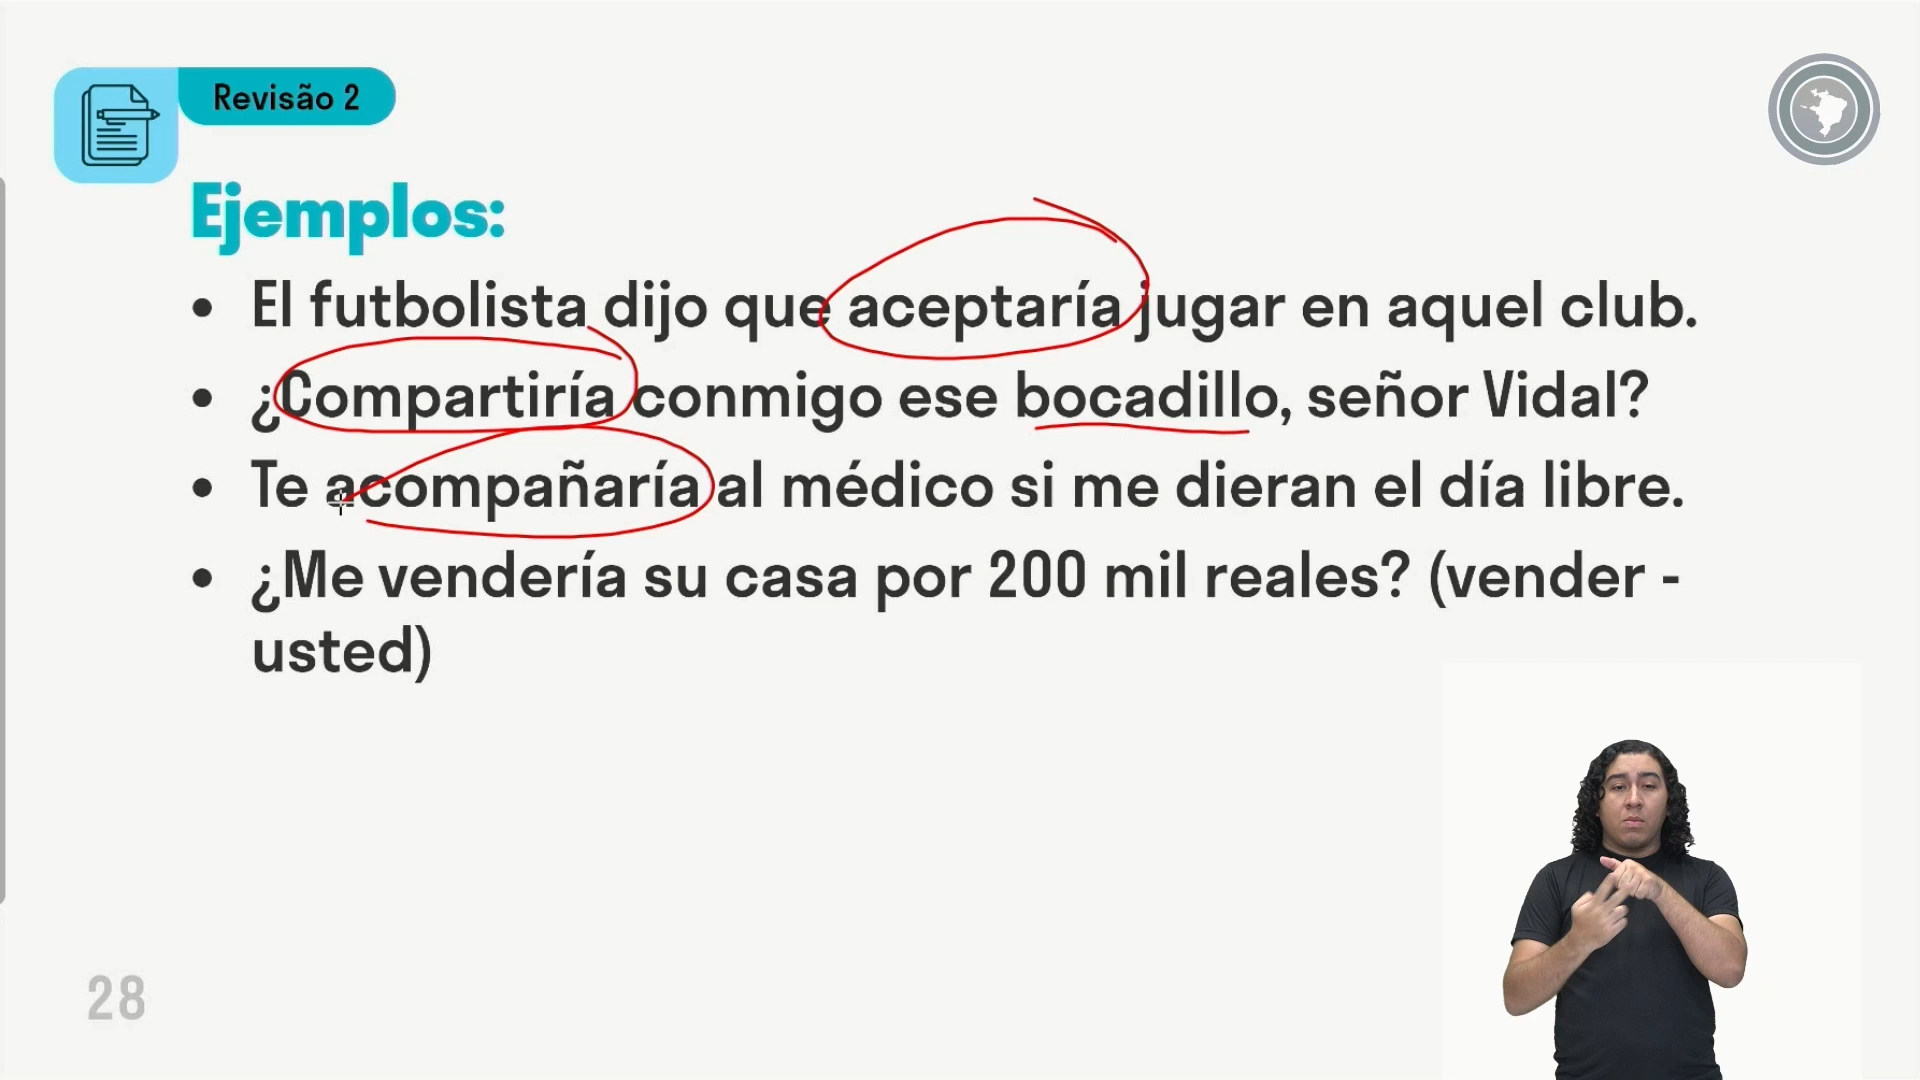 Revisão 2
Ejemplos:
• El futbolista dijo que aceptaría jugar en aquel club.
• ¿Compartiría conmigo ese bocadillo, señor Vidal?
• Te acompañaría al médico si me dieran el día libre.
• ¿Me vendería su casa por 200 mil reales? (vender -
usted)
28